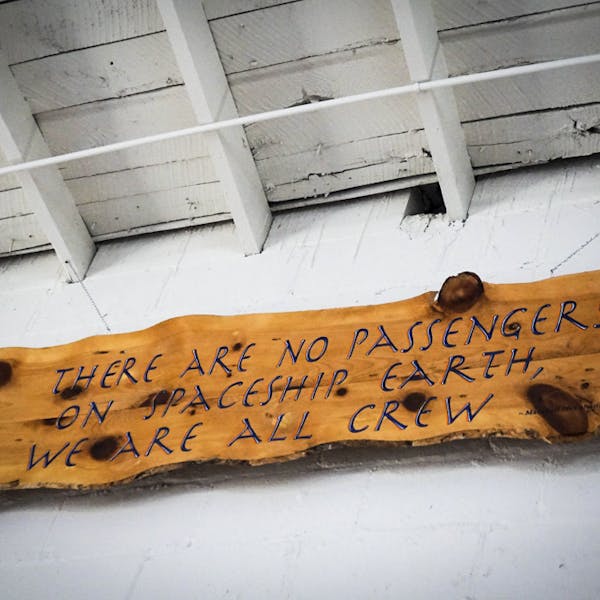 THERE ARE NO PASSENGERS
ON SPACESHIP EARTH,
WE ARE ALL CREW